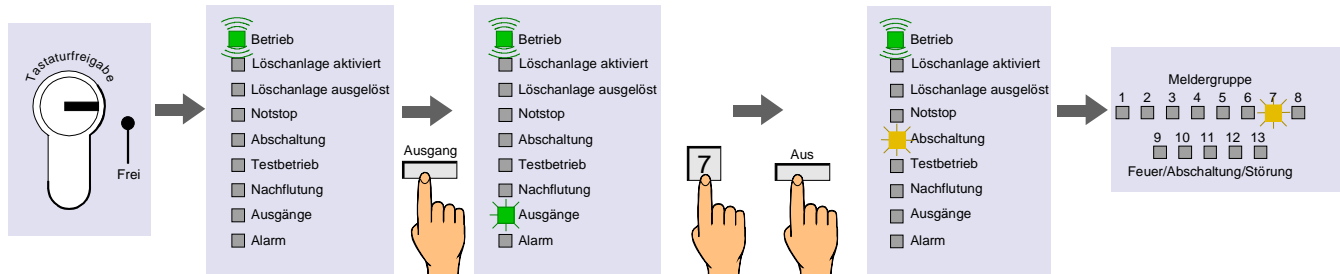 Tastaturfreigabe
Frei
Betrieb
Löschanlage aktiviert
Löschanlage ausgelöst
Notstop
Abschaltung
Testbetrieb
Nachflutung
Ausgänge
Alarm
Ausgang
Betrieb
Löschanlage aktiviert
Löschanlage ausgelöst
Notstop
Abschaltung
Testbetrieb
Nachflutung
Ausgänge
Alarm
7
Aus
Betrieb
Löschanlage aktiviert
Löschanlage ausgelöst
Notstop
Abschaltung
Testbetrieb
Nachflutung
Ausgänge
Alarm
Meldergruppe
1 2 3 4 5 6 7 8
9 10 11 12 13
Feuer/Abschaltung/Störung